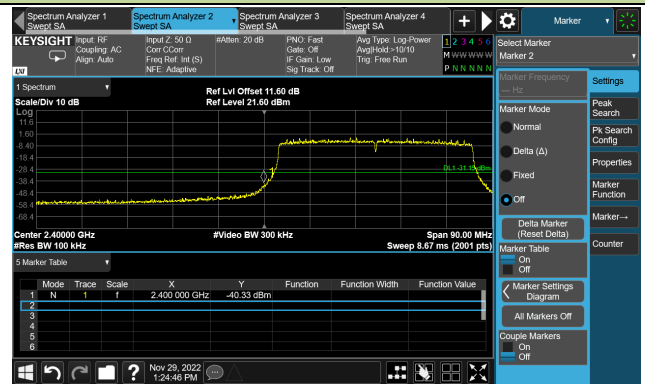 Spectrum Analyzer 1
Swept SA
Spectrum Analyzer 2
Swept SA
Spectrum Analyzer 3
Swept SA
Spectrum Analyzer 4
Swept SA
+
Marker
KEYSIGHT
LXI
Input: RF
Coupling: AC
Align: Auto
Input Z: 50 Ω
Corr CCorr
Freq Ref: Int (S)
NFE: Adaptive
#Atten: 20 dB
PNO: Fast
Gate: Off
IF Gain: Low
Sig Track: Off
Avg Type: Log-Power
Avg|Hold:>10/10
Trig: Free Run
1 2 3 4 5 6
M W W W W W
P N N N N N
Select Marker
Marker 2
1 Spectrum
Scale/Div 10 dB
Ref Lvl Offset 11.60 dB
Ref Level 21.60 dBm
Log
11.6
1.60
-8.40
-18.4
-28.4
-38.4
-48.4
-58.4
-68.4
DL1 -31.15 dBm
Center 2.40000 GHz
#Res BW 100 kHz
#Video BW 300 kHz
Span 90.00 MHz
Sweep 8.67 ms (2001 pts)
5 Marker Table
Mode Trace Scale X Y Function Function Width Function Value
1 N 1 f 2.400 000 GHz -40.33 dBm
2
3
4
5
6
Marker Frequency
--- Hz
Marker Mode
Normal
Delta (Δ)
Fixed
Off
Delta Marker
(Reset Delta)
Marker Table
On
Off
Marker Settings
Diagram
All Markers Off
Couple Markers
On
Off
Settings
Peak
Search
Pk Search
Config
Properties
Marker
Function
Marker→
Counter
?
Nov 29, 2022
1:24:46 PM